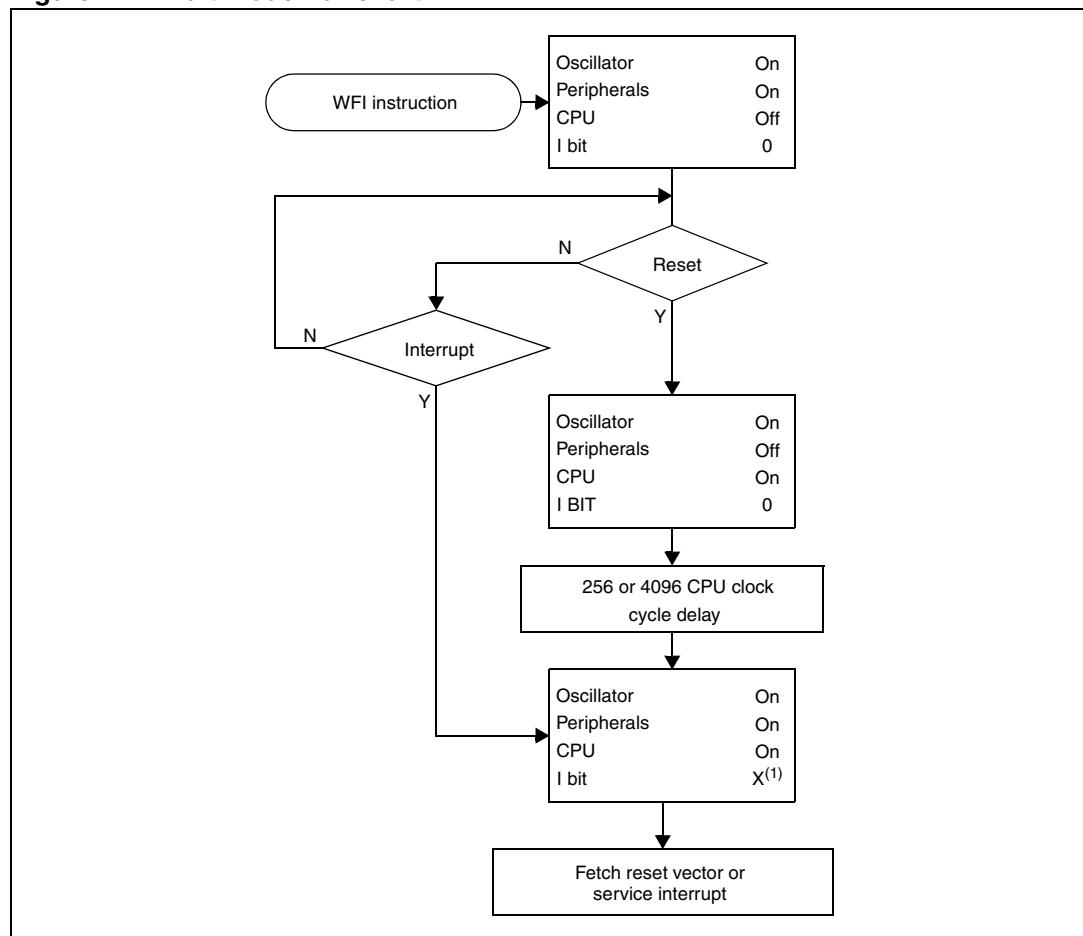 WFI instruction
Oscillator On
Peripherals On
CPU Off
I bit 0
N
Reset
Y
N
Interrupt
Y
Oscillator On
Peripherals Off
CPU On
I BIT 0
256 or 4096 CPU clock
cycle delay
Oscillator On
Peripherals On
CPU On
I bit X(1)
Fetch reset vector or
service interrupt